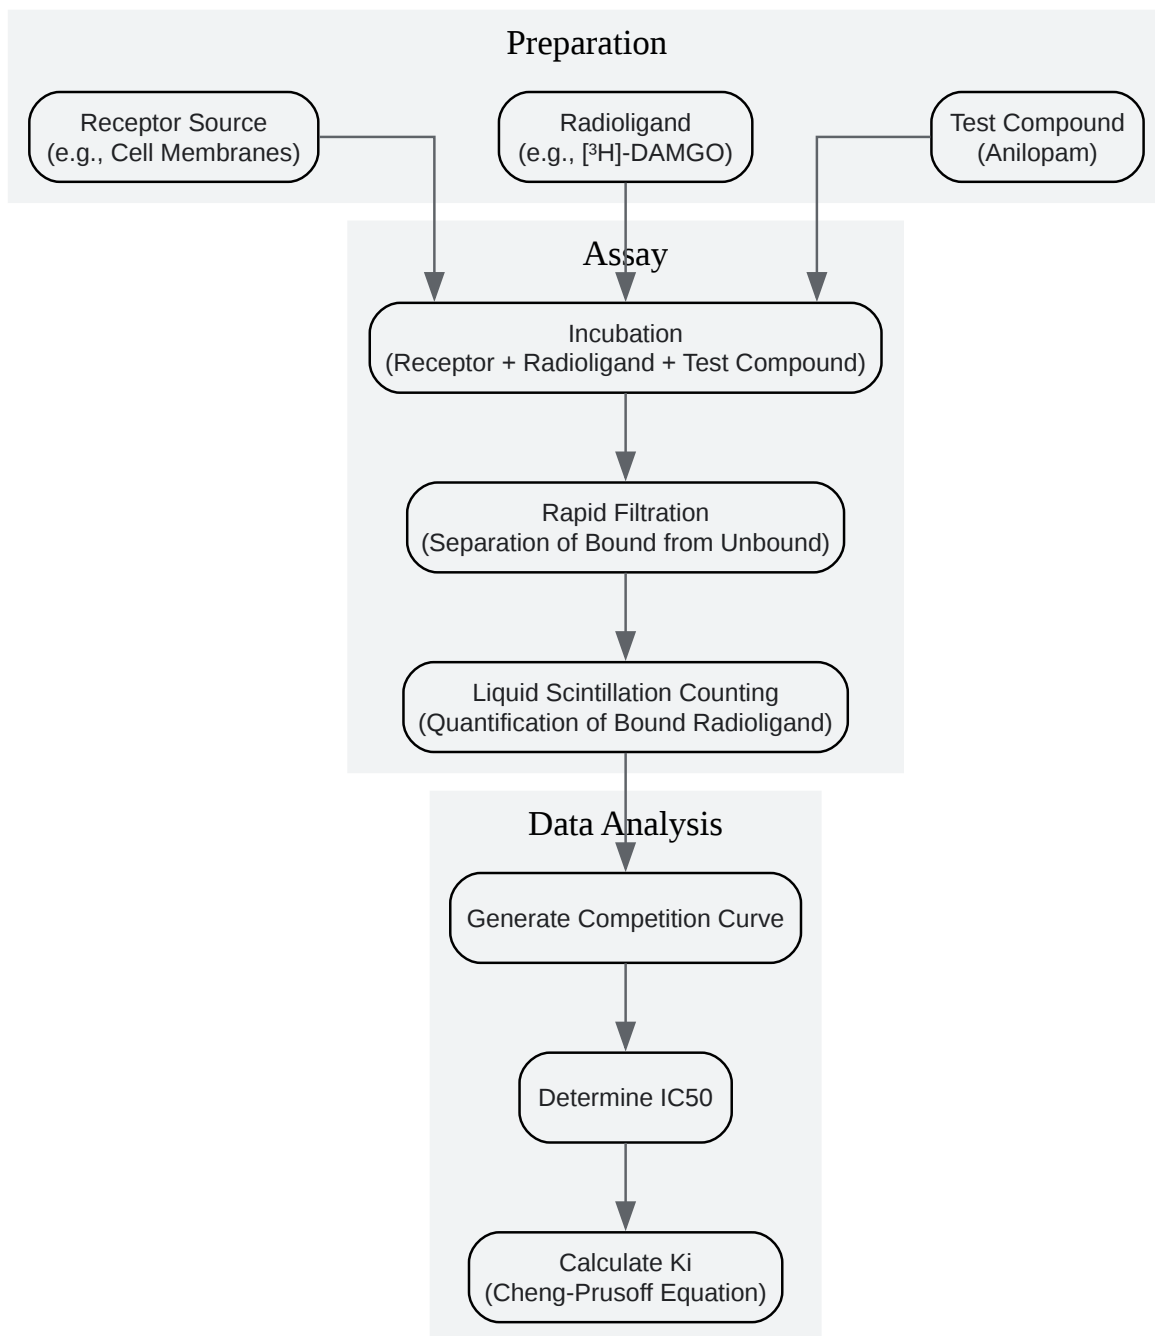 Preparation
Receptor Source
(e.g., Cell Membranes)
Radioligand
(e.g., [³H]-DAMGO)
Test Compound
(Anilopam)
Assay
Incubation
(Receptor + Radioligand + Test Compound)
Rapid Filtration
(Separation of Bound from Unbound)
Liquid Scintillation Counting
(Quantification of Bound Radioligand)
Data Analysis
Generate Competition Curve
Determine IC50
Calculate Ki
(Cheng-Prusoff Equation)